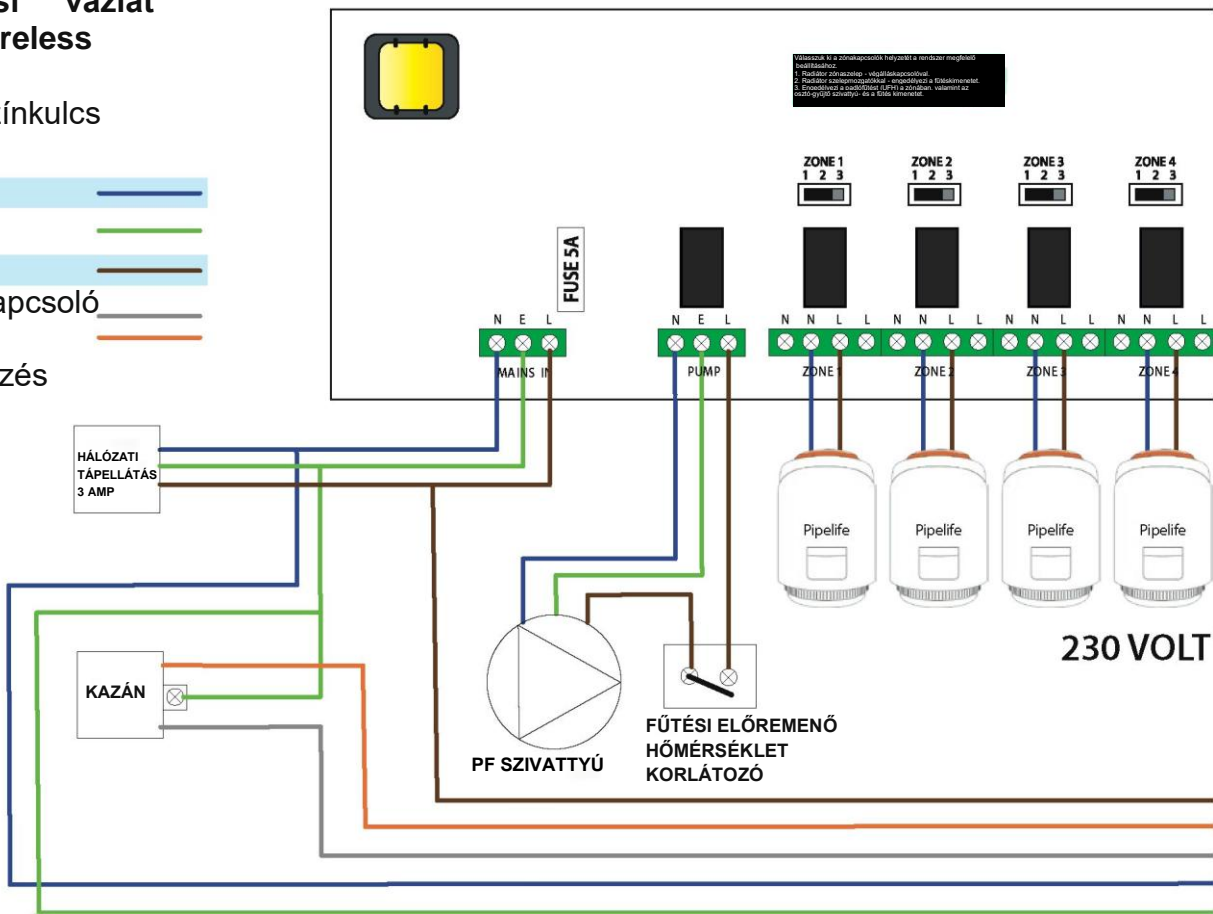 si vázlat
reless
ínkulcs
apcsoló
zés
Válasszuk ki a zónakapcsolók helyzetét a rendszer megfelelő
beállításához.
1. Radiátor zónaszelep - végálláskapcsolóval.
2. Radiátor szelepmozgatókkal - engedélyezi a fűtéskimenetet.
3. Engedélyezi a padlófűtést (UFH) a zónában, valamint az
osztó-gyűjtő szivattyú- és a fűtés kimenetet.
ZONE 1 ZONE 2 ZONE 3 ZONE 4
1 2 3 1 2 3 1 2 3 1 2 3
FUSE 5A
N E L N E L N N L L N N L L N N L L N N L L
MAINS IN PUMP ZONE 1 ZONE 2 ZONE 3 ZONE 4
HÁLÓZATI
TÁPELLÁTÁS
3 AMP
Pipelife Pipelife Pipelife Pipelife
230 VOLT
KAZÁN
PF SZIVATTYÚ
FŰTÉSI ELŐREMENŐ
HŐMÉRSÉKLET
KORLÁTOZÓ